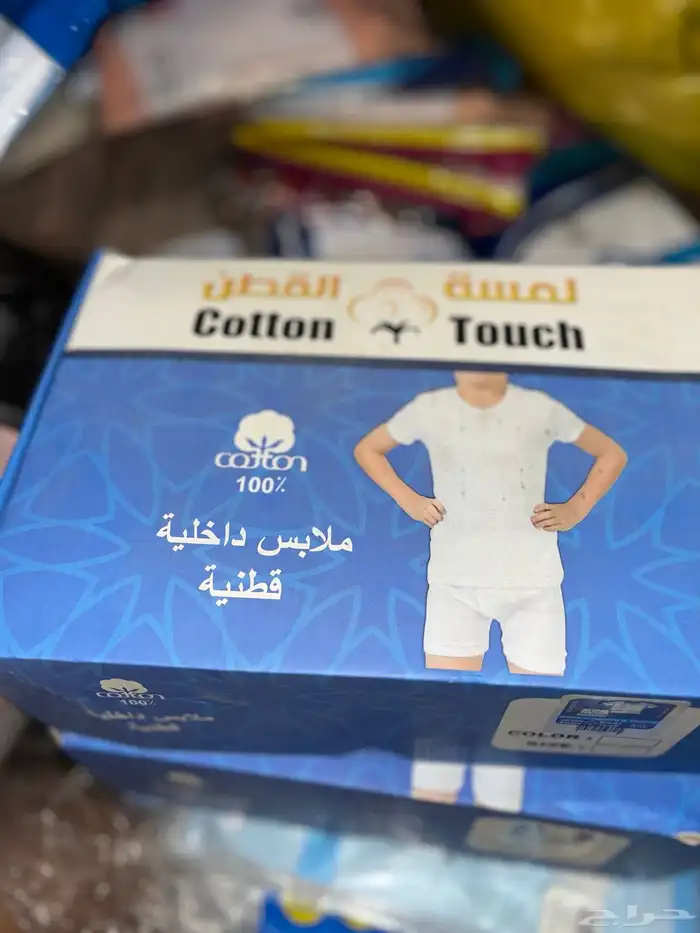 لمسة القطن
Cotton Touch
cotton
100٪
ملابس داخلية
قطنية
cotton
100٪
ملابس داخلية
قطنية
COLOR :
SIZE :
حراج